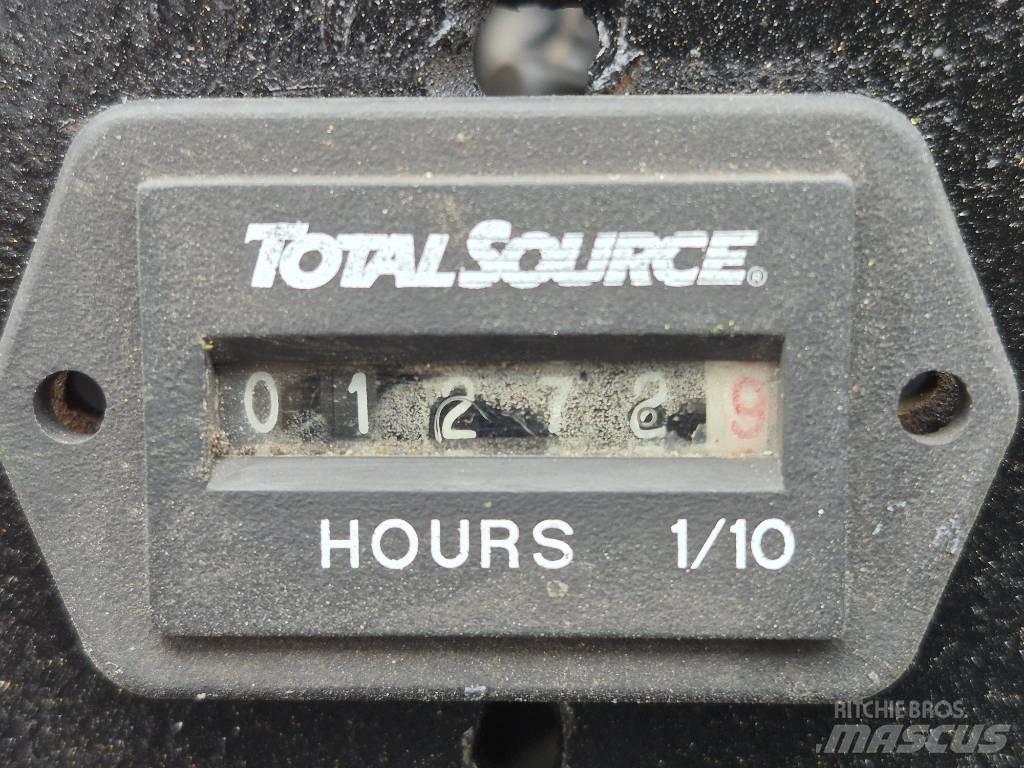 TOTALSOURCE®
0 1 2 7 2 9
HOURS 1/10
RITCHIE BROS.
MASCUS